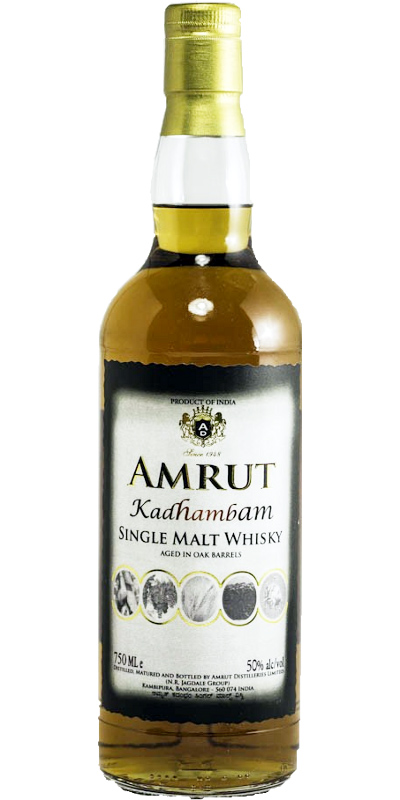 PRODUCT OF INDIA
A
D
Since 1948
AMRUT
Kadhambam
SINGLE MALT WHISKY
AGED IN OAK BARRELS
750 ML e 50% alc/vol
DISTILLED, MATURED AND BOTTLED BY AMRUT DISTILLERIES LIMITED
(N.R. JAGDALE GROUP)
KAMBIPURA, BANGALORE - 560 074 INDIA